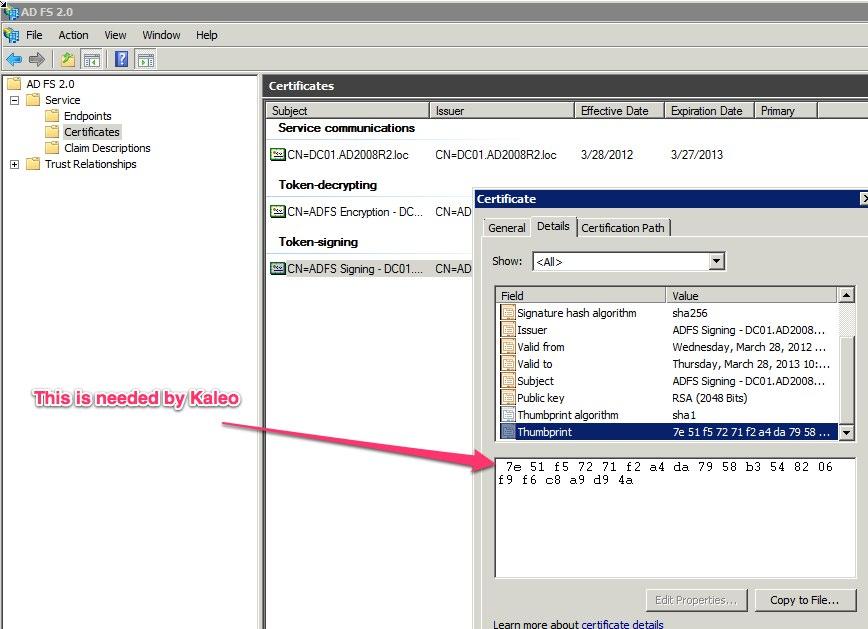 AD FS 2.0
File Action View Window Help
AD FS 2.0
Service
Endpoints
Certificates
Claim Descriptions
Trust Relationships
Certificates
Subject Issuer Effective Date Expiration Date Primary
Service communications
CN=DC01.AD2008R2.loc CN=DC01.AD2008R2.loc 3/28/2012 3/27/2013
Token-decrypting
CN=ADFS Encryption - DC... CN=AD
Token-signing
CN=ADFS Signing - DC01.... CN=AD
This is needed by Kaleo
Certificate
General Details Certification Path
Show: <All>
Field Value
Signature hash algorithm sha256
Issuer ADFS Signing - DC01.AD2008...
Valid from Wednesday, March 28, 2012 ...
Valid to Thursday, March 28, 2013 10:...
Subject ADFS Signing - DC01.AD2008...
Public key RSA (2048 Bits)
Thumbprint algorithm sha1
Thumbprint 7e 51 f5 72 71 f2 a4 da 79 58 ...
7e 51 f5 72 71 f2 a4 da 79 58 b3 54 82 06
f9 f6 c8 a9 d9 4a
Edit Properties... Copy to File...
Learn more about certificate details